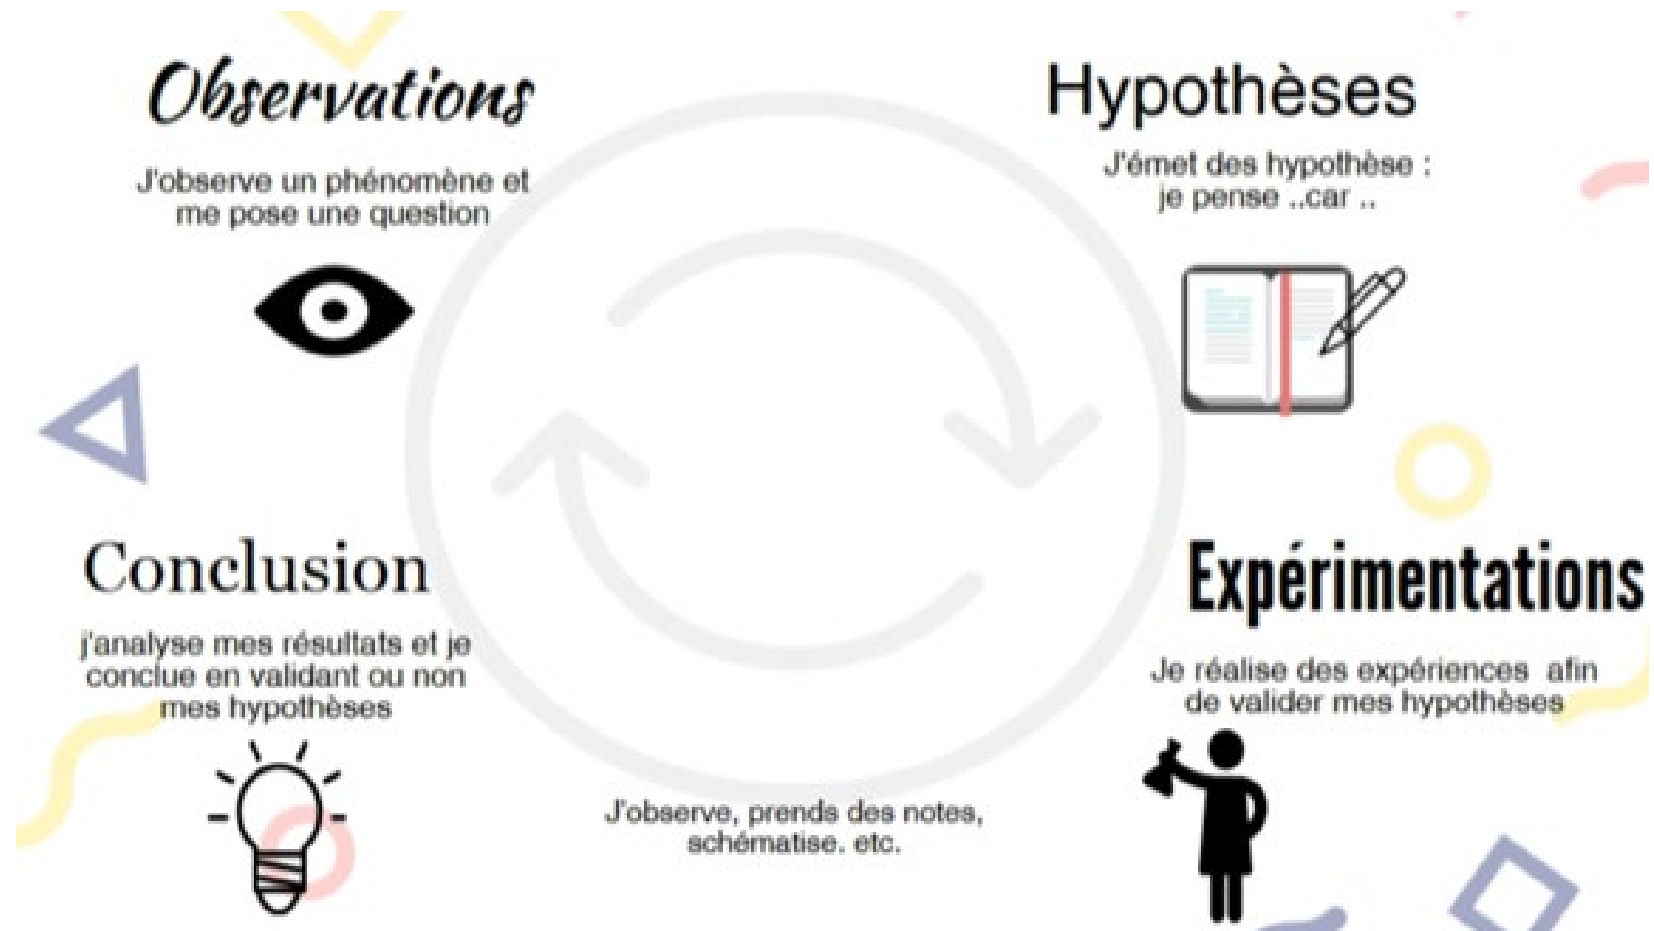 Observations
J'observe un phénomène et
me pose une question
Hypothèses
J'émet des hypothèse :
je pense ..car ..
Expérimentations
Je réalise des expériences afin
de valider mes hypothèses
J'observe, prends des notes,
schématise. etc.
Conclusion
j'analyse mes résultats et je
conclue en validant ou non
mes hypothèses